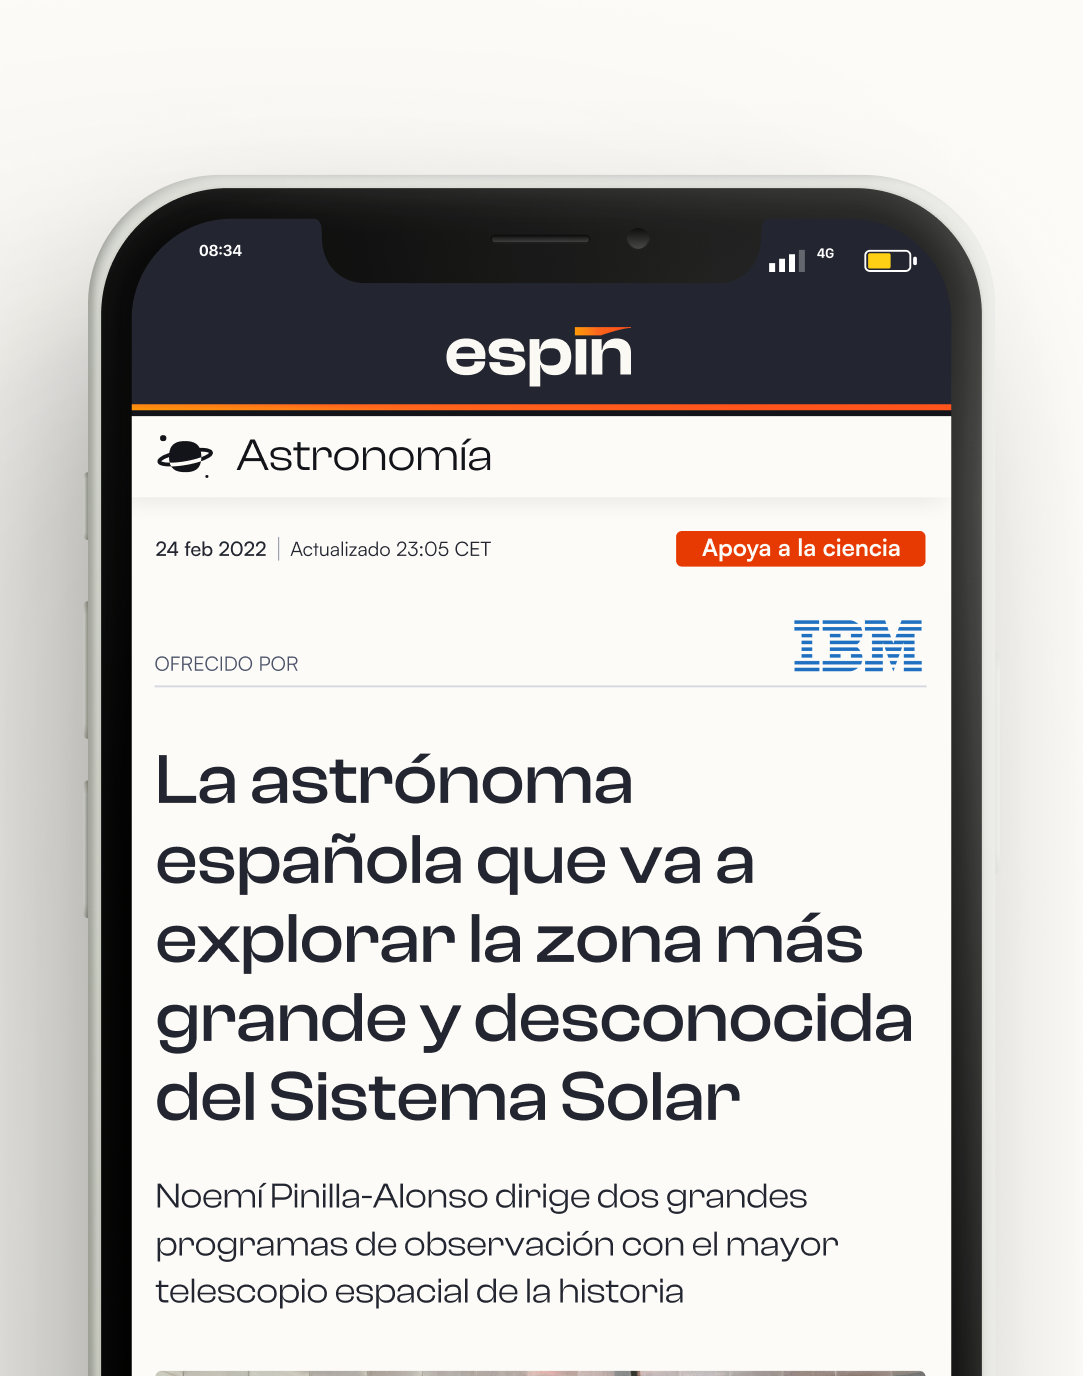 08:34
4G
espin
Astronomía
24 feb 2022 | Actualizado 23:05 CET
Apoya a la ciencia
OFRECIDO POR
IBM
La astrónoma
española que va a
explorar la zona más
grande y desconocida
del Sistema Solar
Noemí Pinilla-Alonso dirige dos grandes
programas de observación con el mayor
telescopio espacial de la historia